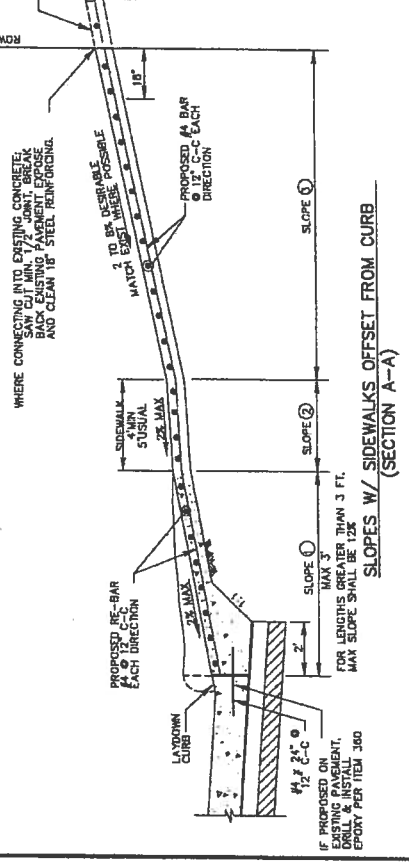 ROW
WHERE CONNECTING INTO EXISTING CONCRETE:
SAW CUT MIN. 1/2" JOINT, BREAK
BACK EXISTING PAVEMENT EXPOSE
AND CLEAN 18" STEEL REINFORCING.
18"
2 TO 8% DESIRABLE
MATCH EXIST WHERE POSSIBLE
PROPOSED #4 BAR
@ 12" C-C EACH
DIRECTION
SIDEWALK
4'MIN
5'USUAL
2% MAX
PROPOSED RE-BAR
#4 @ 12" C-C
EACH DIRECTION
2% MAX
LAYDOWN
CURB
SLOPE ①
SLOPE ②
SLOPE ①
MAX 3'
FOR LENGTHS GREATER THAN 3 FT.
MAX SLOPE SHALL BE 12%
2'
#4 X 24" @
12" C-C
IF PROPOSED ON
EXISTING PAVEMENT,
DRILL & INSTALL
EPOXY PER ITEM 360
SLOPES W/ SIDEWALKS OFFSET FROM CURB
(SECTION A-A)